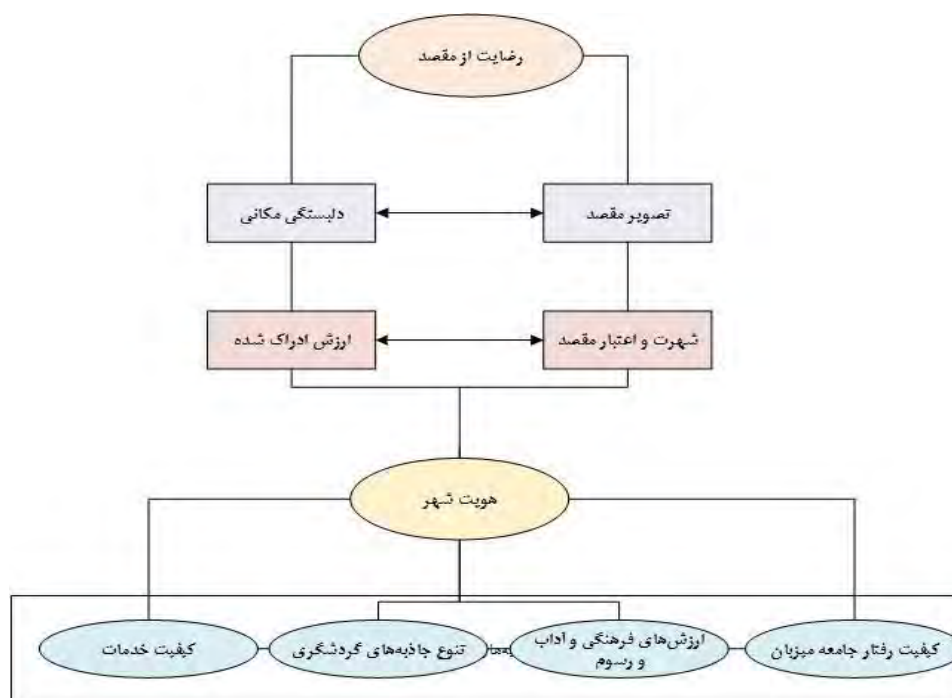 رضایت از مقصد
تصویر مقصد
دلبستگی مکانی
شهرت و اعتبار مقصد
ارزش ادراک شده
هویت شهر
کیفیت رفتار جامعه میزبان
ارزش‌های فرهنگی و آداب
و رسوم
تنوع جاذبه‌های گردشگری
کیفیت خدمات